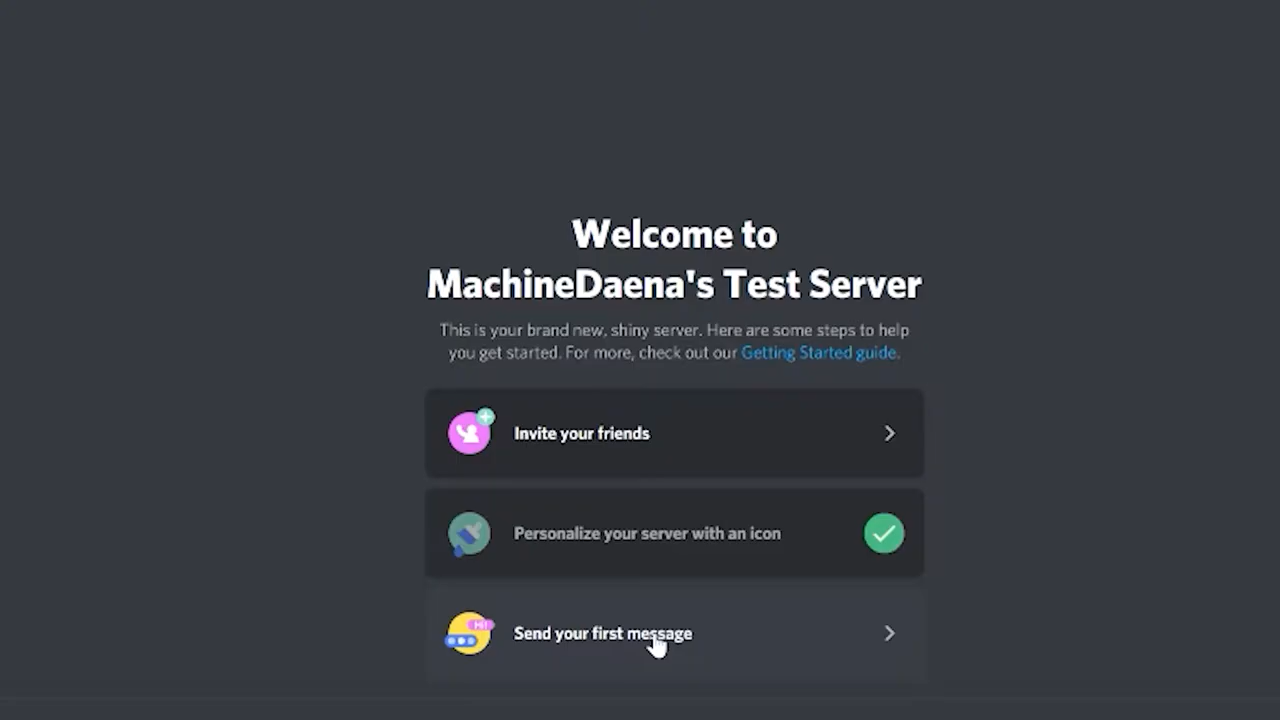 Welcome to
MachineDaena's Test Server
This is your brand new, shiny server. Here are some steps to help
you get started. For more, check out our Getting Started guide.
Invite your friends
Personalize your server with an icon
Hi!
Send your first message